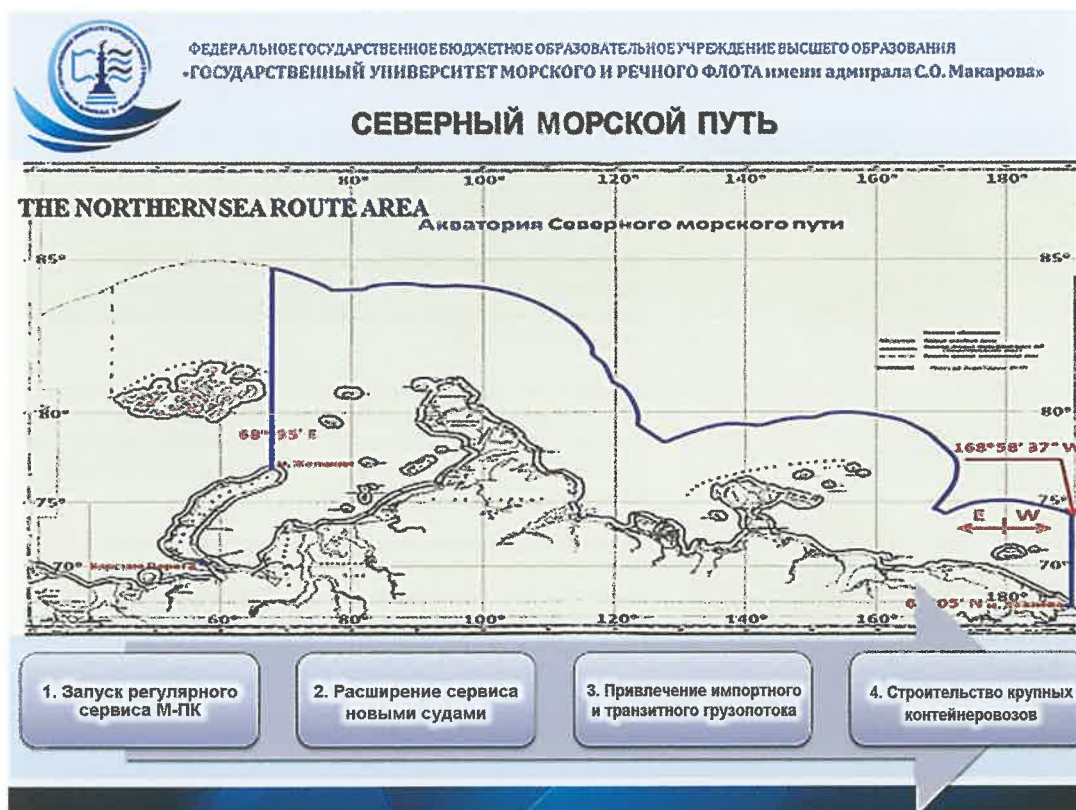 ФЕДЕРАЛЬНОЕ ГОСУДАРСТВЕННОЕ БЮДЖЕТНОЕ ОБРАЗОВАТЕЛЬНОЕ УЧРЕЖДЕНИЕ ВЫСШЕГО ОБРАЗОВАНИЯ
«ГОСУДАРСТВЕННЫЙ УНИВЕРСИТЕТ МОРСКОГО И РЕЧНОГО ФЛОТА имени адмирала С.О. Макарова»
СЕВЕРНЫЙ МОРСКОЙ ПУТЬ
80° 100° 120° 140° 160° 180°
THE NORTHERN SEA ROUTE AREA
Акватория Северного морского пути
85° 85°
80° 80°
68° 35' E
168° 58' 37" W
м. Желания
75° 75°
E W
Карские Ворота
70° 70°
180°
60° 80° 100° 120° 140° 160°
1. Запуск регулярного
сервиса М-ПК
2. Расширение сервиса
новыми судами
3. Привлечение импортного
и транзитного грузопотока
4. Строительство крупных
контейнеровозов